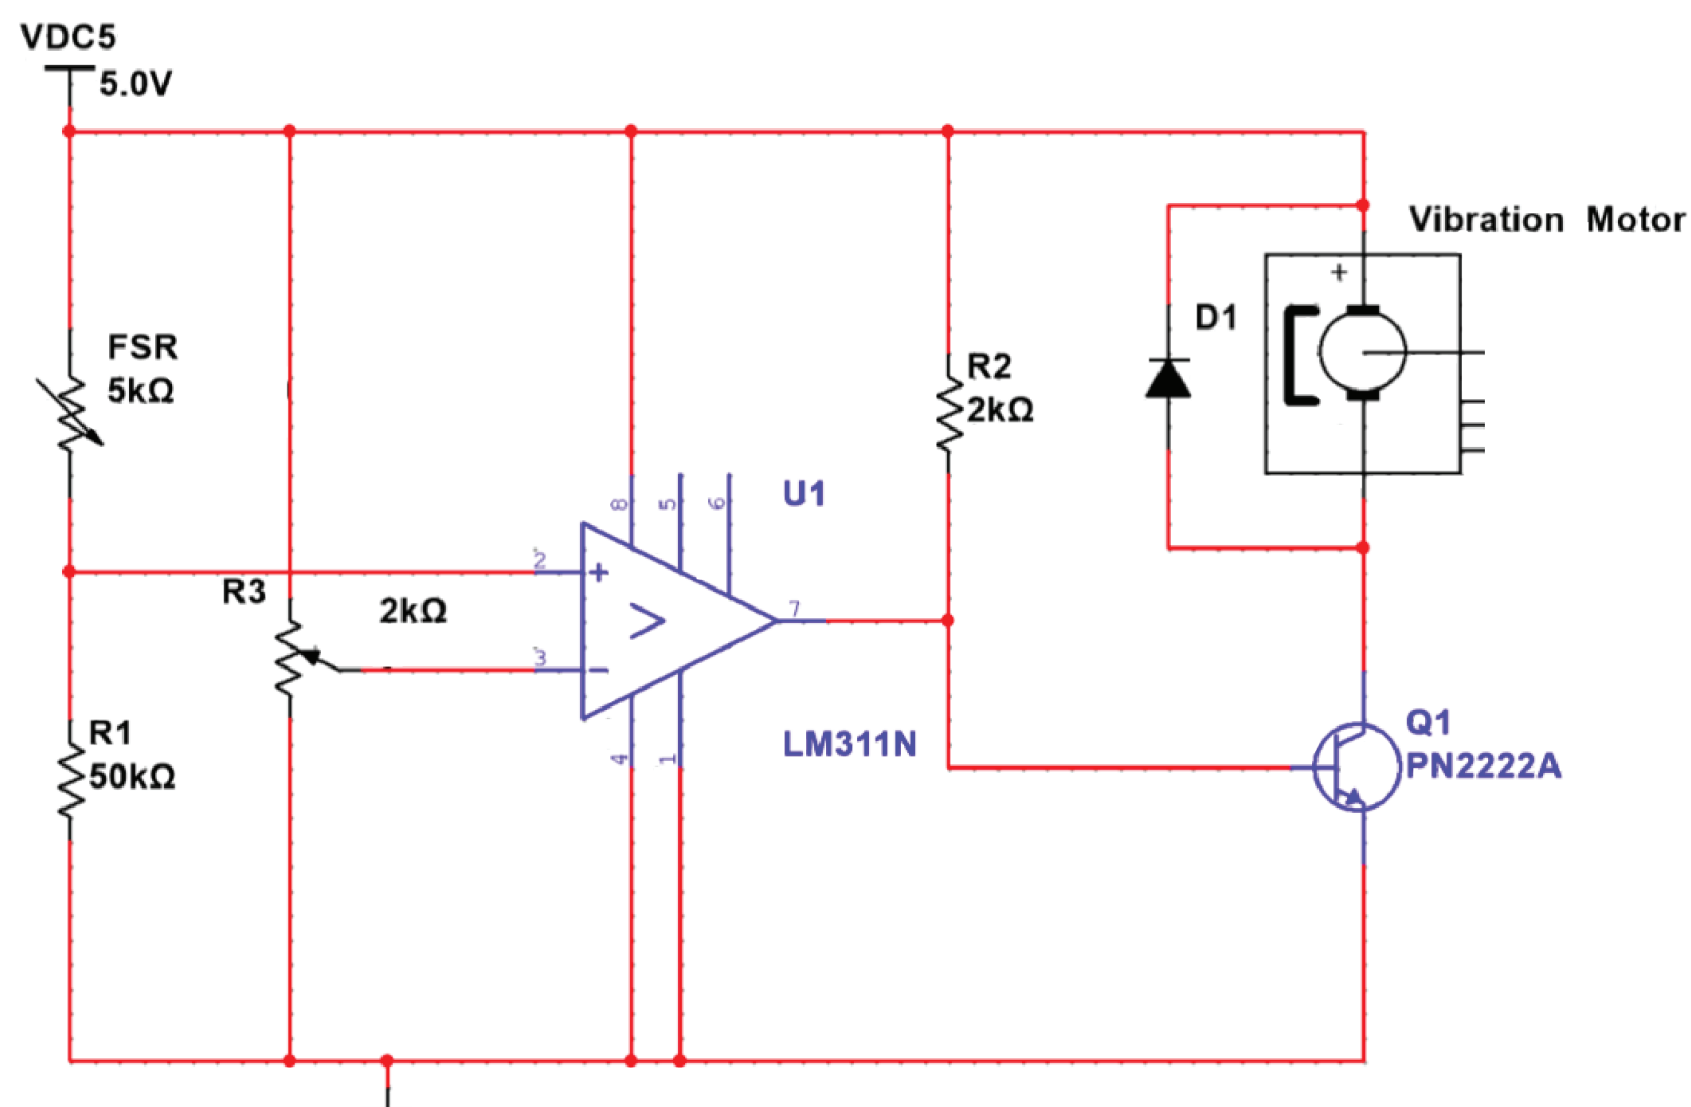 VDC5
5.0V
FSR
5kΩ
R2
2kΩ
D1
Vibration Motor
+
8
5
6
U1
2
+
R3
2kΩ
>
7
3
−
R1
50kΩ
4
1
LM311N
Q1
PN2222A